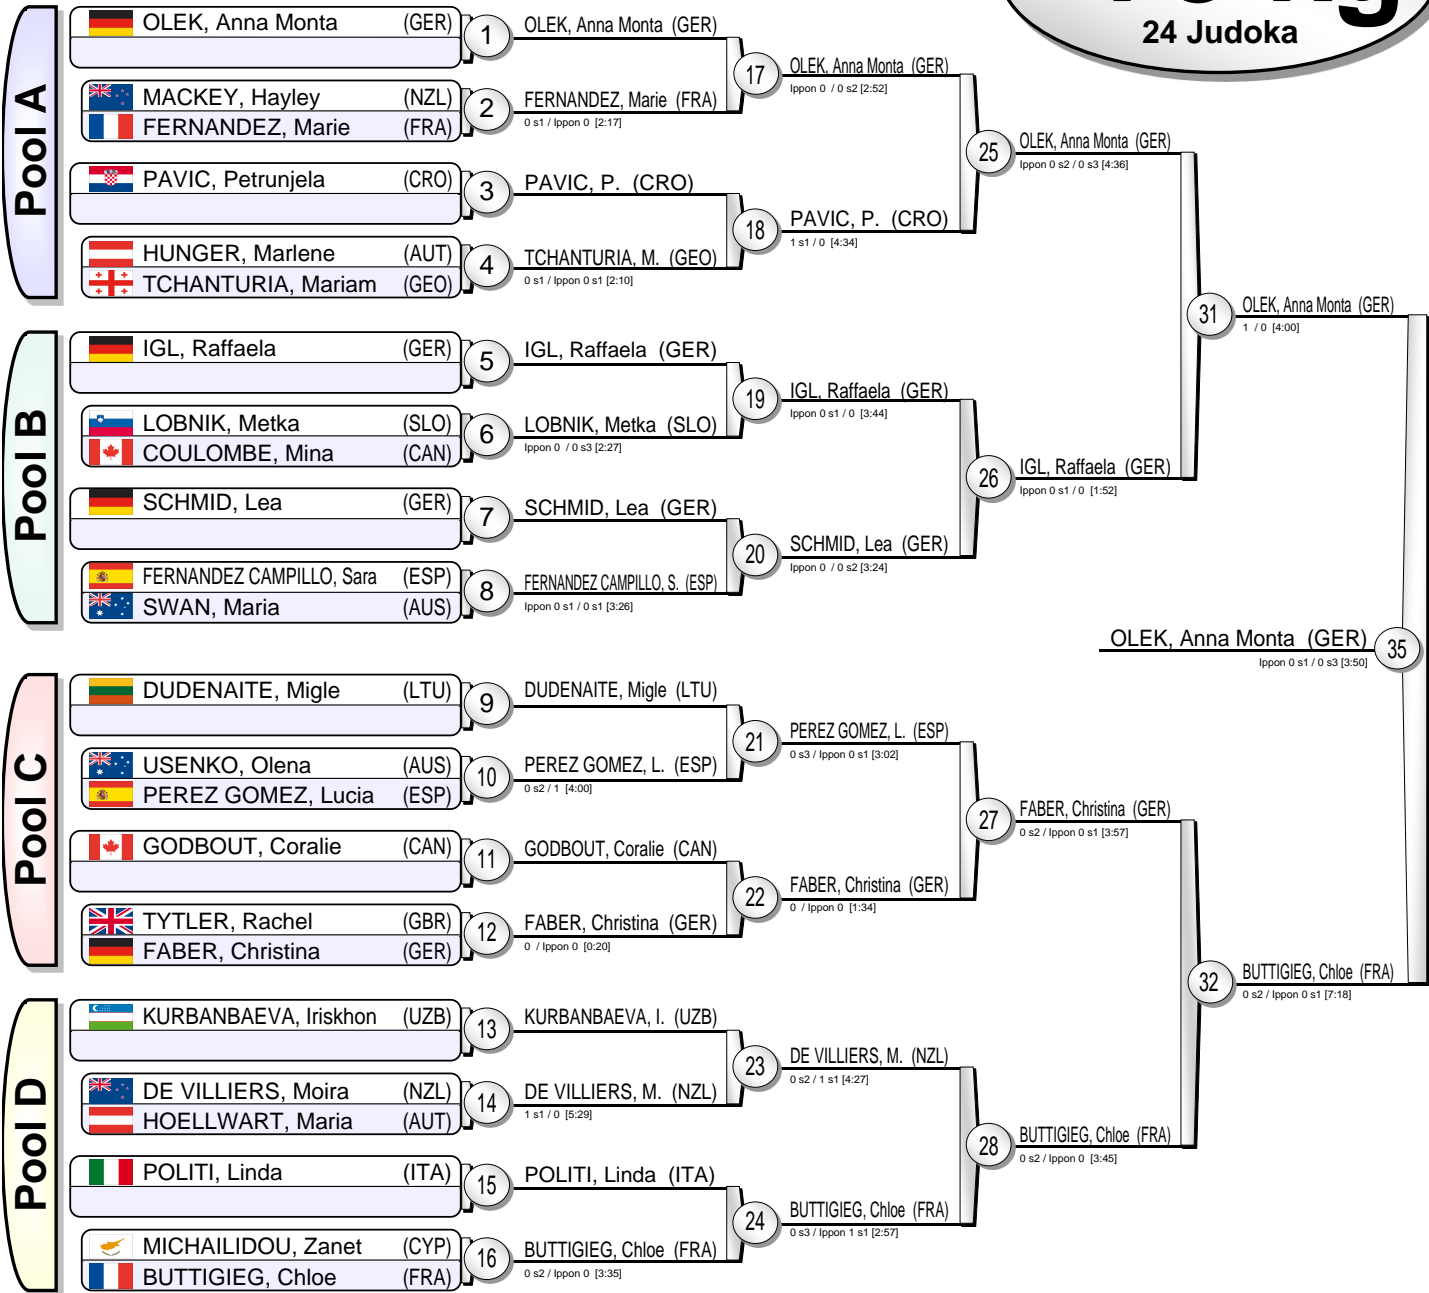 24 Judoka
Pool A
OLEK, Anna Monta (GER)
1
MACKEY, Hayley (NZL)
FERNANDEZ, Marie (FRA)
2
PAVIC, Petrunjela (CRO)
3
HUNGER, Marlene (AUT)
TCHANTURIA, Mariam (GEO)
4
Pool B
IGL, Raffaela (GER)
5
LOBNIK, Metka (SLO)
COULOMBE, Mina (CAN)
6
SCHMID, Lea (GER)
7
FERNANDEZ CAMPILLO, Sara (ESP)
SWAN, Maria (AUS)
8
Pool C
DUDENAITE, Migle (LTU)
9
USENKO, Olena (AUS)
PEREZ GOMEZ, Lucia (ESP)
10
GODBOUT, Coralie (CAN)
11
TYTLER, Rachel (GBR)
FABER, Christina (GER)
12
Pool D
KURBANBAEVA, Iriskhon (UZB)
13
DE VILLIERS, Moira (NZL)
HOELLWART, Maria (AUT)
14
POLITI, Linda (ITA)
15
MICHAILIDOU, Zanet (CYP)
BUTTIGIEG, Chloe (FRA)
16
OLEK, Anna Monta (GER)
FERNANDEZ, Marie (FRA)
0 s1 / Ippon 0 [2:17]
17
PAVIC, P. (CRO)
TCHANTURIA, M. (GEO)
0 s1 / Ippon 0 s1 [2:10]
18
IGL, Raffaela (GER)
LOBNIK, Metka (SLO)
Ippon 0 / 0 s3 [2:27]
19
SCHMID, Lea (GER)
FERNANDEZ CAMPILLO, S. (ESP)
Ippon 0 s1 / 0 s1 [3:26]
20
DUDENAITE, Migle (LTU)
PEREZ GOMEZ, L. (ESP)
0 s2 / 1 [4:00]
21
GODBOUT, Coralie (CAN)
FABER, Christina (GER)
0 / Ippon 0 [0:20]
22
KURBANBAEVA, I. (UZB)
DE VILLIERS, M. (NZL)
1 s1 / 0 [5:29]
23
POLITI, Linda (ITA)
BUTTIGIEG, Chloe (FRA)
0 s2 / Ippon 0 [3:35]
24
OLEK, Anna Monta (GER)
Ippon 0 / 0 s2 [2:52]
PAVIC, P. (CRO)
1 s1 / 0 [4:34]
25
IGL, Raffaela (GER)
Ippon 0 s1 / 0 [3:44]
SCHMID, Lea (GER)
Ippon 0 / 0 s2 [3:24]
26
PEREZ GOMEZ, L. (ESP)
0 s3 / Ippon 0 s1 [3:02]
FABER, Christina (GER)
0 / Ippon 0 [1:34]
27
DE VILLIERS, M. (NZL)
0 s2 / 1 s1 [4:27]
BUTTIGIEG, Chloe (FRA)
0 s3 / Ippon 1 s1 [2:57]
28
OLEK, Anna Monta (GER)
Ippon 0 s2 / 0 s3 [4:36]
IGL, Raffaela (GER)
Ippon 0 s1 / 0 [1:52]
31
FABER, Christina (GER)
0 s2 / Ippon 0 s1 [3:57]
BUTTIGIEG, Chloe (FRA)
0 s2 / Ippon 0 [3:45]
32
OLEK, Anna Monta (GER)
1 / 0 [4:00]
BUTTIGIEG, Chloe (FRA)
0 s2 / Ippon 0 s1 [7:18]
OLEK, Anna Monta (GER)
Ippon 0 s1 / 0 s3 [3:50]
35